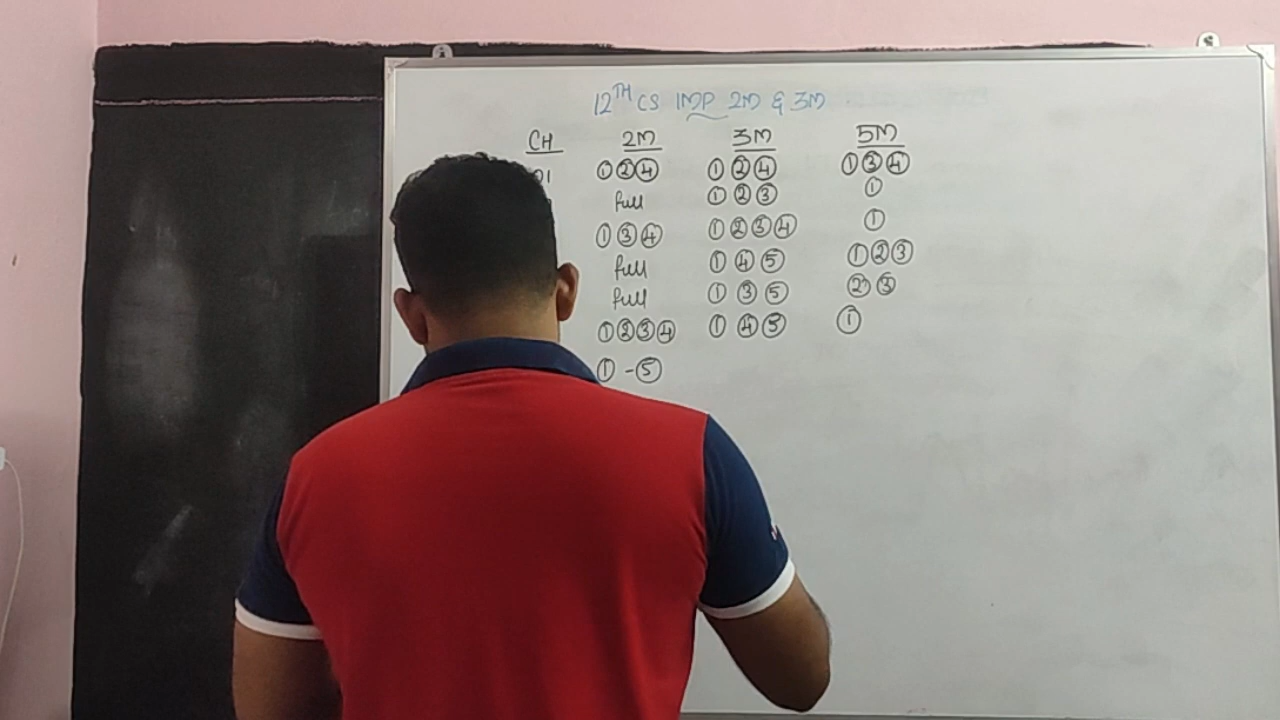 12TH CS IMP 2M & 3M
CH 2M 3M 5M
01 ① ② ④ ① ② ④ ① ③ ④
full ① ② ③ ①
① ③ ④ ① ② ③ ④ ①
full ① ④ ⑤ ① ② ③
full ① ③ ⑤ ② ③
① ② ③ ④ ① ④ ⑤ ①
① - ⑤